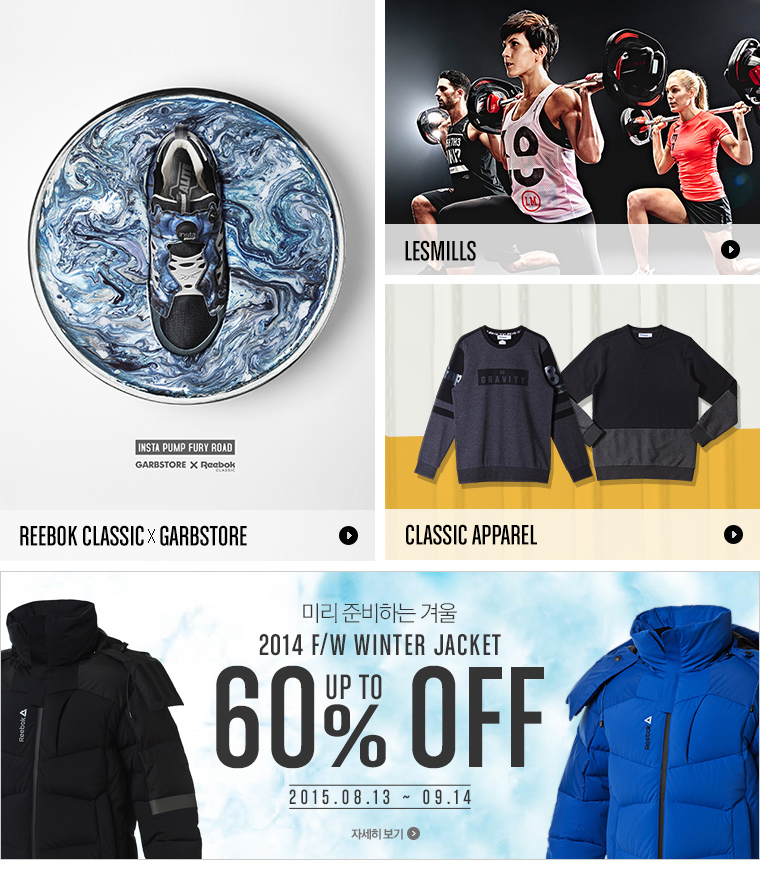 INSTA PUMP FURY ROAD
GARBSTORE X Reebok
CLASSIC
REEBOK CLASSIC X GARBSTORE
LESMILLS
GRAVITY
CLASSIC APPAREL
미리 준비하는 겨울
2014 F/W WINTER JACKET
UP TO
60% OFF
2015.08.13 ~ 09.14
자세히 보기
Reebok
Reebok